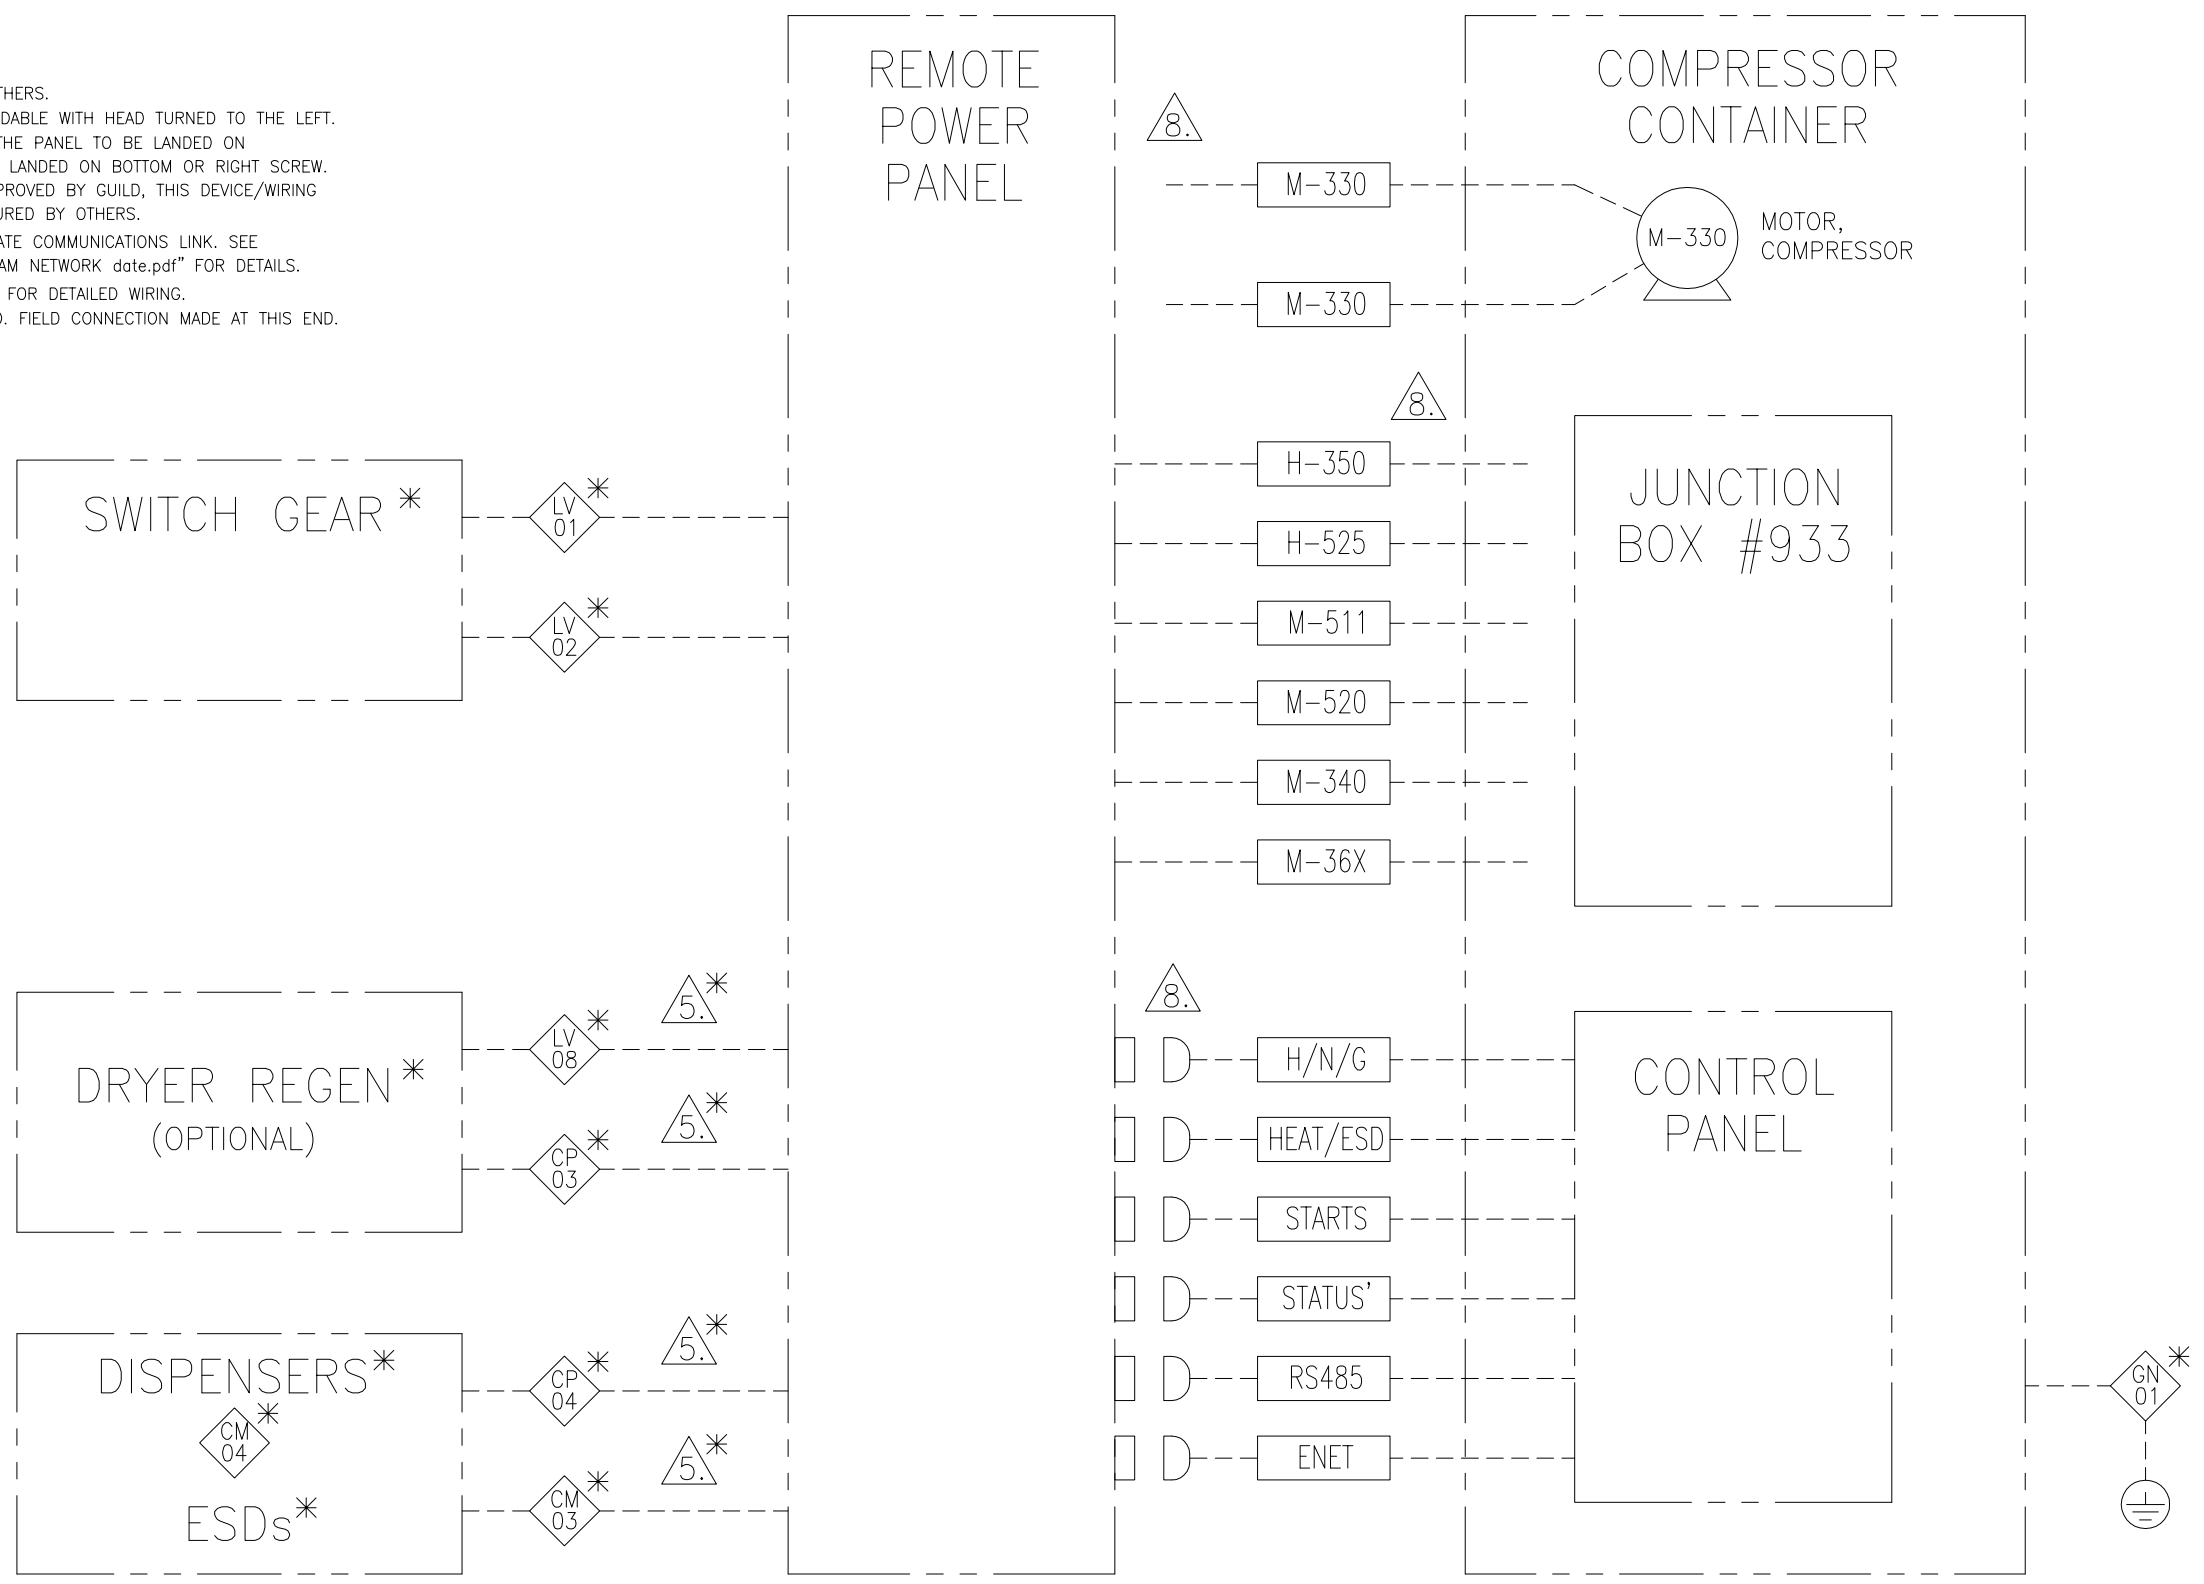 THERS.
DABLE WITH HEAD TURNED TO THE LEFT.
THE PANEL TO BE LANDED ON
LANDED ON BOTTOM OR RIGHT SCREW.
PROVED BY GUILD, THIS DEVICE/WIRING
URED BY OTHERS.
ATE COMMUNICATIONS LINK. SEE
AM NETWORK date.pdf" FOR DETAILS.
FOR DETAILED WIRING.
D. FIELD CONNECTION MADE AT THIS END.
SWITCH GEAR*
LV
01
*
LV
02
*
DRYER REGEN*
(OPTIONAL)
LV
08
*
5.*
CP
03
*
5.*
DISPENSERS*
CM
04
*
ESDs*
CP
04
*
5.*
CM
03
*
5.*
REMOTE
POWER
PANEL
8.
M-330
M-330
8.
H-350
H-525
M-511
M-520
M-340
M-36X
8.
H/N/G
HEAT/ESD
STARTS
STATUS'
RS485
ENET
COMPRESSOR
CONTAINER
M-330
MOTOR,
COMPRESSOR
JUNCTION
BOX #933
CONTROL
PANEL
GN
01
*